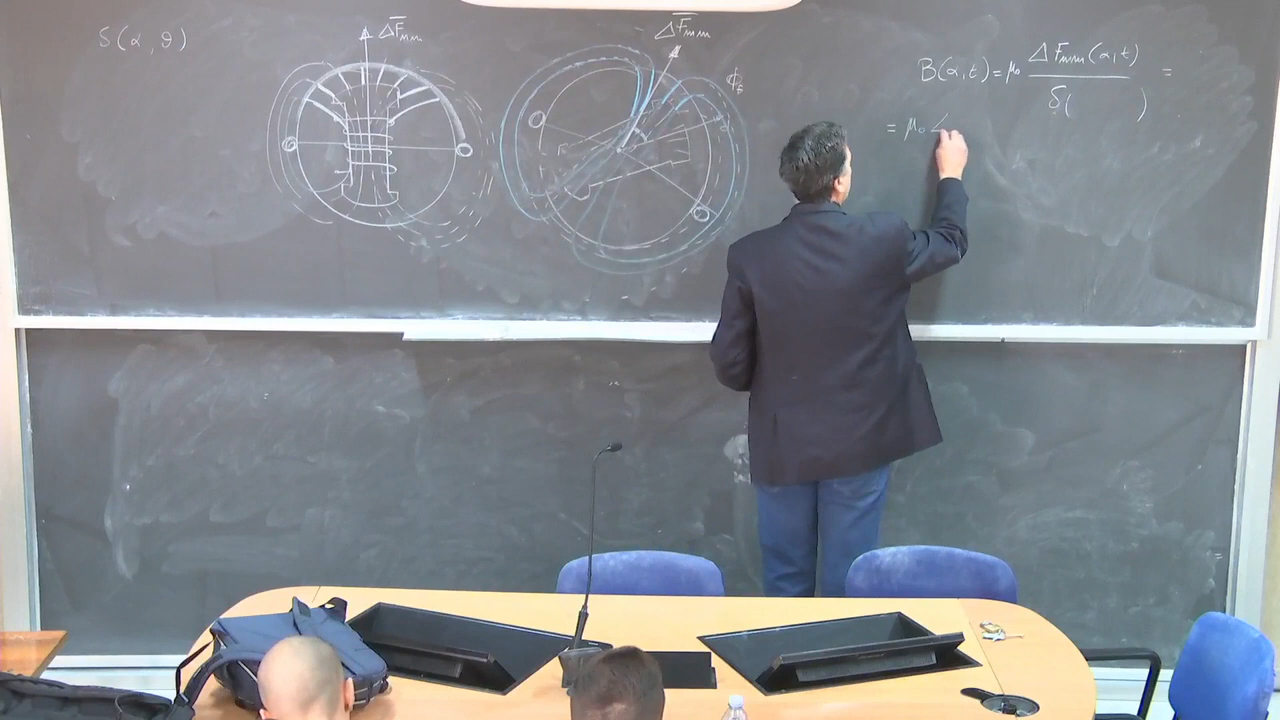 δ(α, θ)
ΔF̅mm
ΔF̅mm
Φδ
B(α,t) = μ₀ ΔFmm(α,t) / δ(   ) =
= μ₀